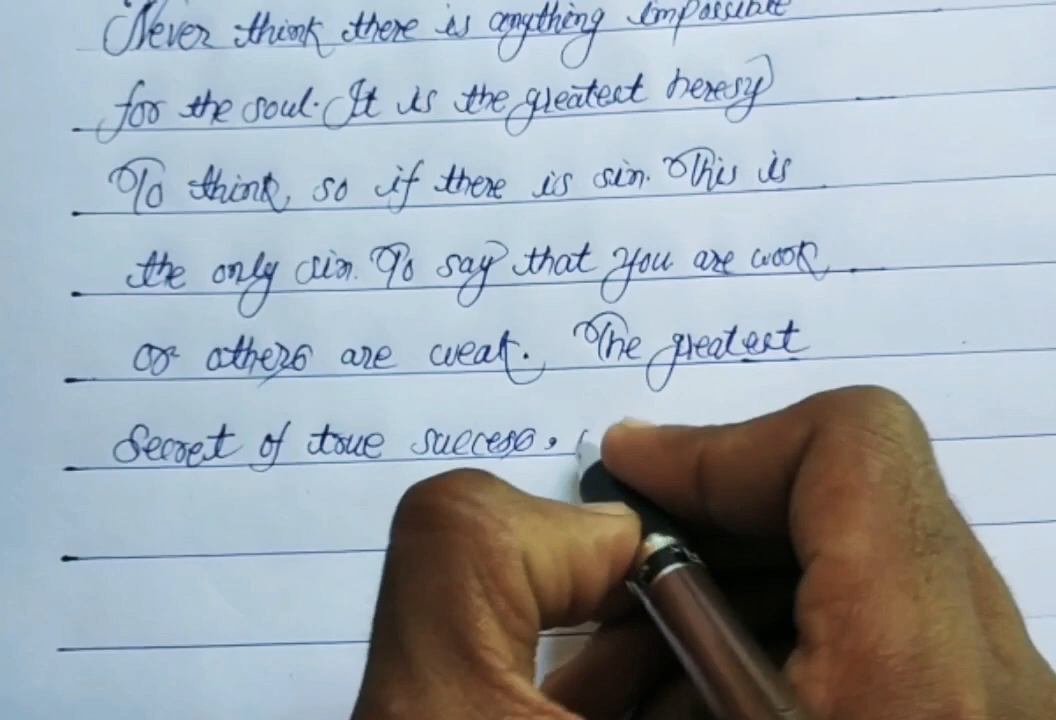 Never think there is anything impossible
for the soul. It is the greatest heresy
To think, so if there is sin. This is
the only sin. To say that you are wook
or others are weak. The greatest
Secret of true success,